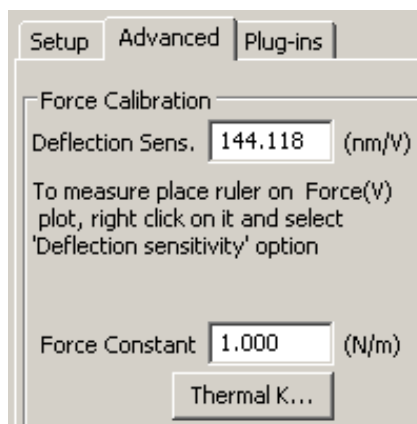 Setup Advanced Plug-ins
Force Calibration
Deflection Sens. 144.118 (nm/V)
To measure place ruler on Force(V)
plot, right click on it and select
'Deflection sensitivity' option
Force Constant 1.000 (N/m)
Thermal K...